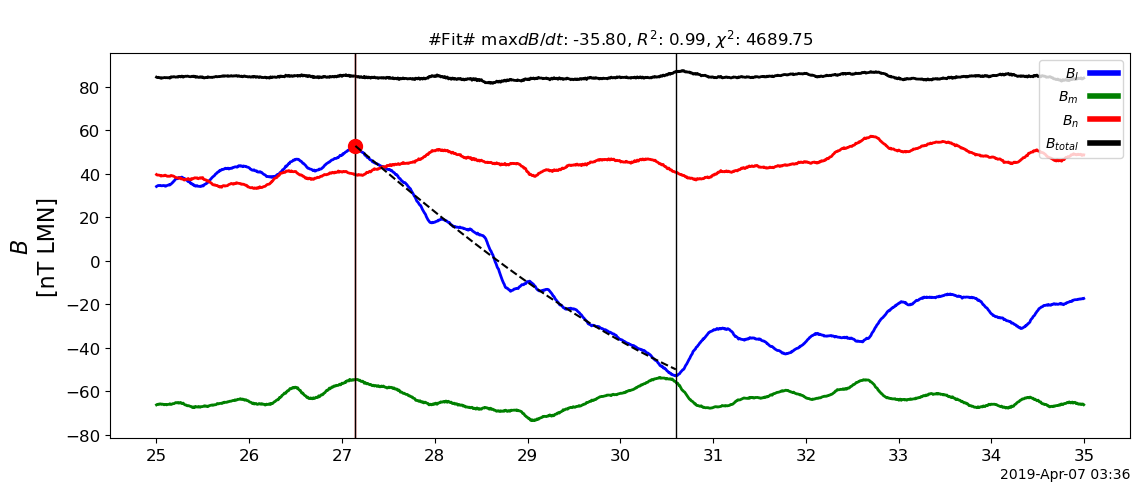 #Fit# maxdB/dt: -35.80, R²: 0.99, χ²: 4689.75
B
[nT LMN]
80
60
40
20
0
−20
−40
−60
−80
B_l
B_m
B_n
B_total
25 26 27 28 29 30 31 32 33 34 35
2019-Apr-07 03:36